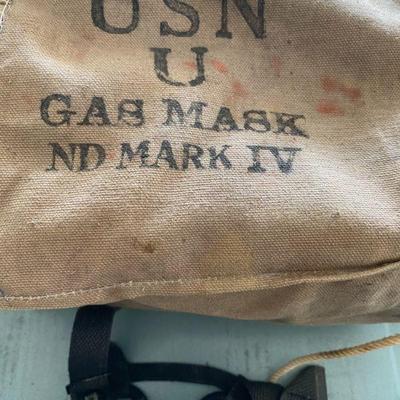 USN
U
GAS MASK
ND MARK IV